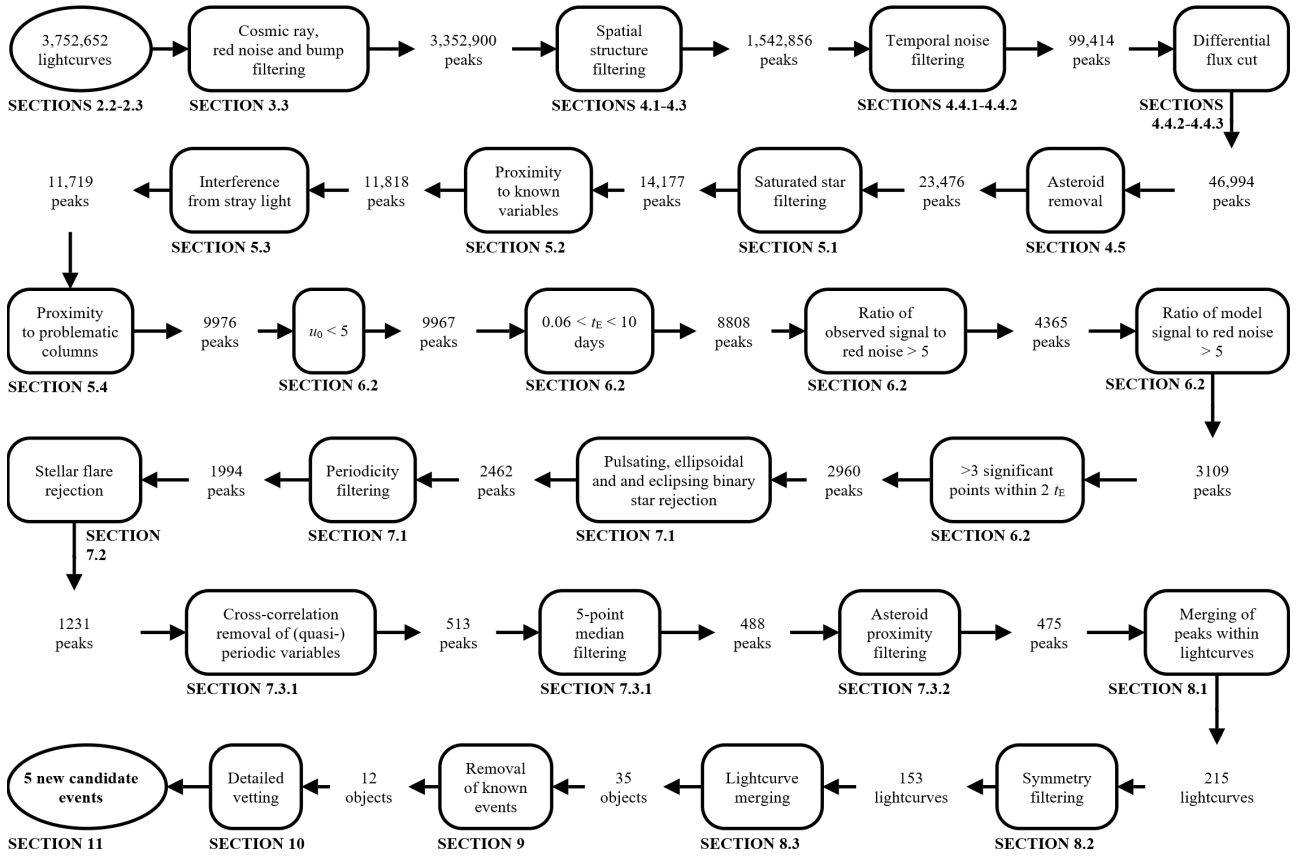 3,752,652
lightcurves
SECTIONS 2.2-2.3
Cosmic ray,
red noise and bump
filtering
SECTION 3.3
3,352,900
peaks
Spatial
structure
filtering
SECTIONS 4.1-4.3
1,542,856
peaks
Temporal noise
filtering
SECTIONS 4.4.1-4.4.2
99,414
peaks
Differential
flux cut
SECTIONS
4.4.2-4.4.3
46,994
peaks
Asteroid
removal
SECTION 4.5
23,476
peaks
Saturated star
filtering
SECTION 5.1
14,177
peaks
Proximity
to known
variables
SECTION 5.2
11,818
peaks
Interference
from stray light
SECTION 5.3
11,719
peaks
Proximity
to problematic
columns
SECTION 5.4
9976
peaks
u0 < 5
SECTION 6.2
9967
peaks
0.06 < tE < 10
days
SECTION 6.2
8808
peaks
Ratio of
observed signal to
red noise > 5
SECTION 6.2
4365
peaks
Ratio of model
signal to red noise
> 5
SECTION 6.2
3109
peaks
>3 significant
points within 2 tE
SECTION 6.2
2960
peaks
Pulsating, ellipsoidal
and and eclipsing binary
star rejection
SECTION 7.1
2462
peaks
Periodicity
filtering
SECTION 7.1
1994
peaks
Stellar flare
rejection
SECTION
7.2
1231
peaks
Cross-correlation
removal of (quasi-)
periodic variables
SECTION 7.3.1
513
peaks
5-point
median
filtering
SECTION 7.3.1
488
peaks
Asteroid
proximity
filtering
SECTION 7.3.2
475
peaks
Merging of
peaks within
lightcurves
SECTION 8.1
215
lightcurves
Symmetry
filtering
SECTION 8.2
153
lightcurves
Lightcurve
merging
SECTION 8.3
35
objects
Removal
of known
events
SECTION 9
12
objects
Detailed
vetting
SECTION 10
5 new candidate
events
SECTION 11